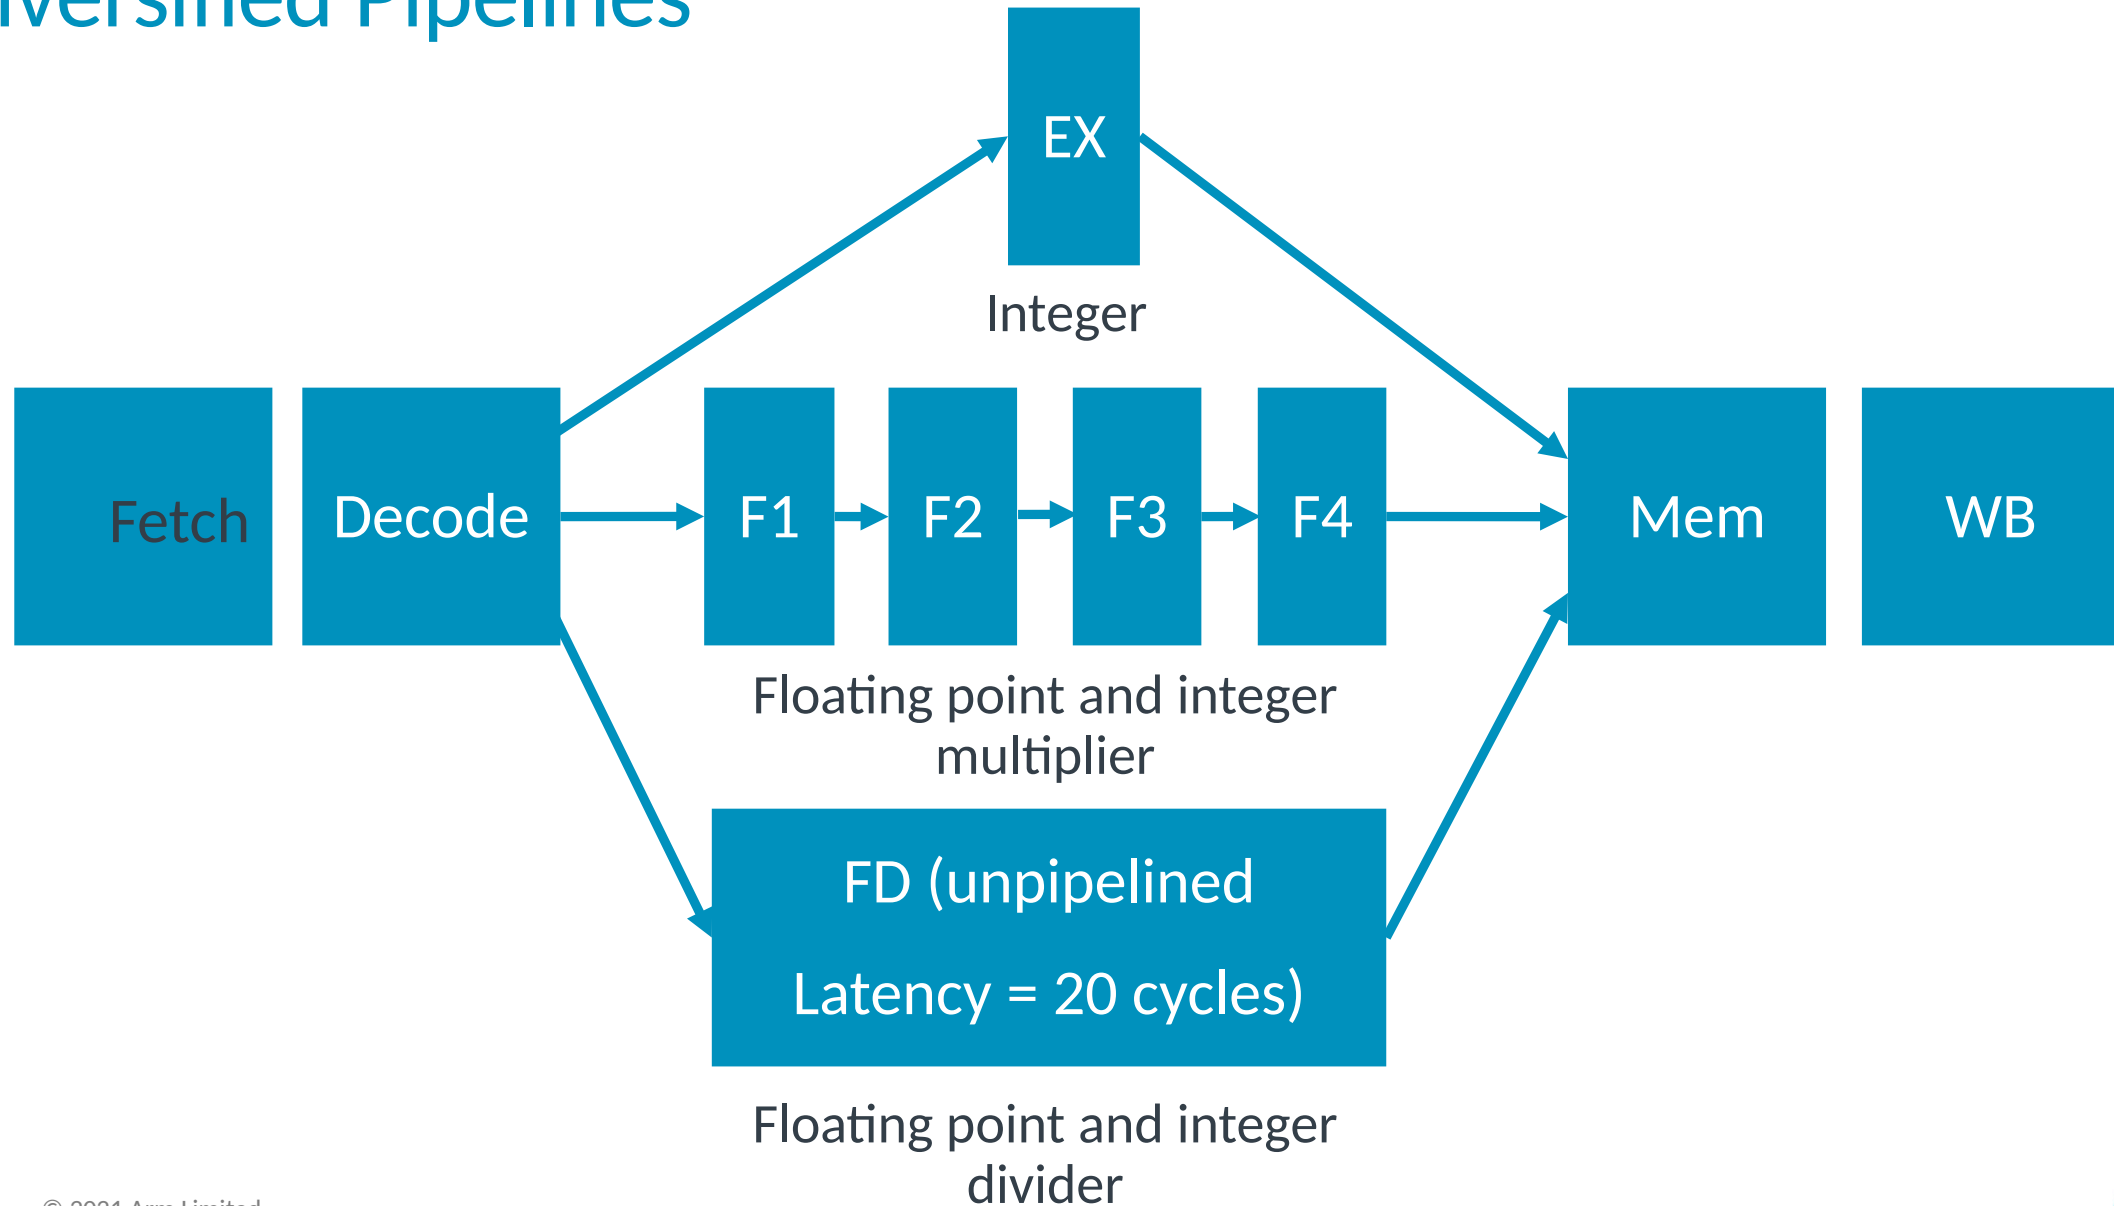 Pipelines
EX
Integer
Fetch
Decode
F1
F2
F3
F4
Mem
WB
Floating point and integer
multiplier
FD (unpipelined
Latency = 20 cycles)
Floating point and integer
divider